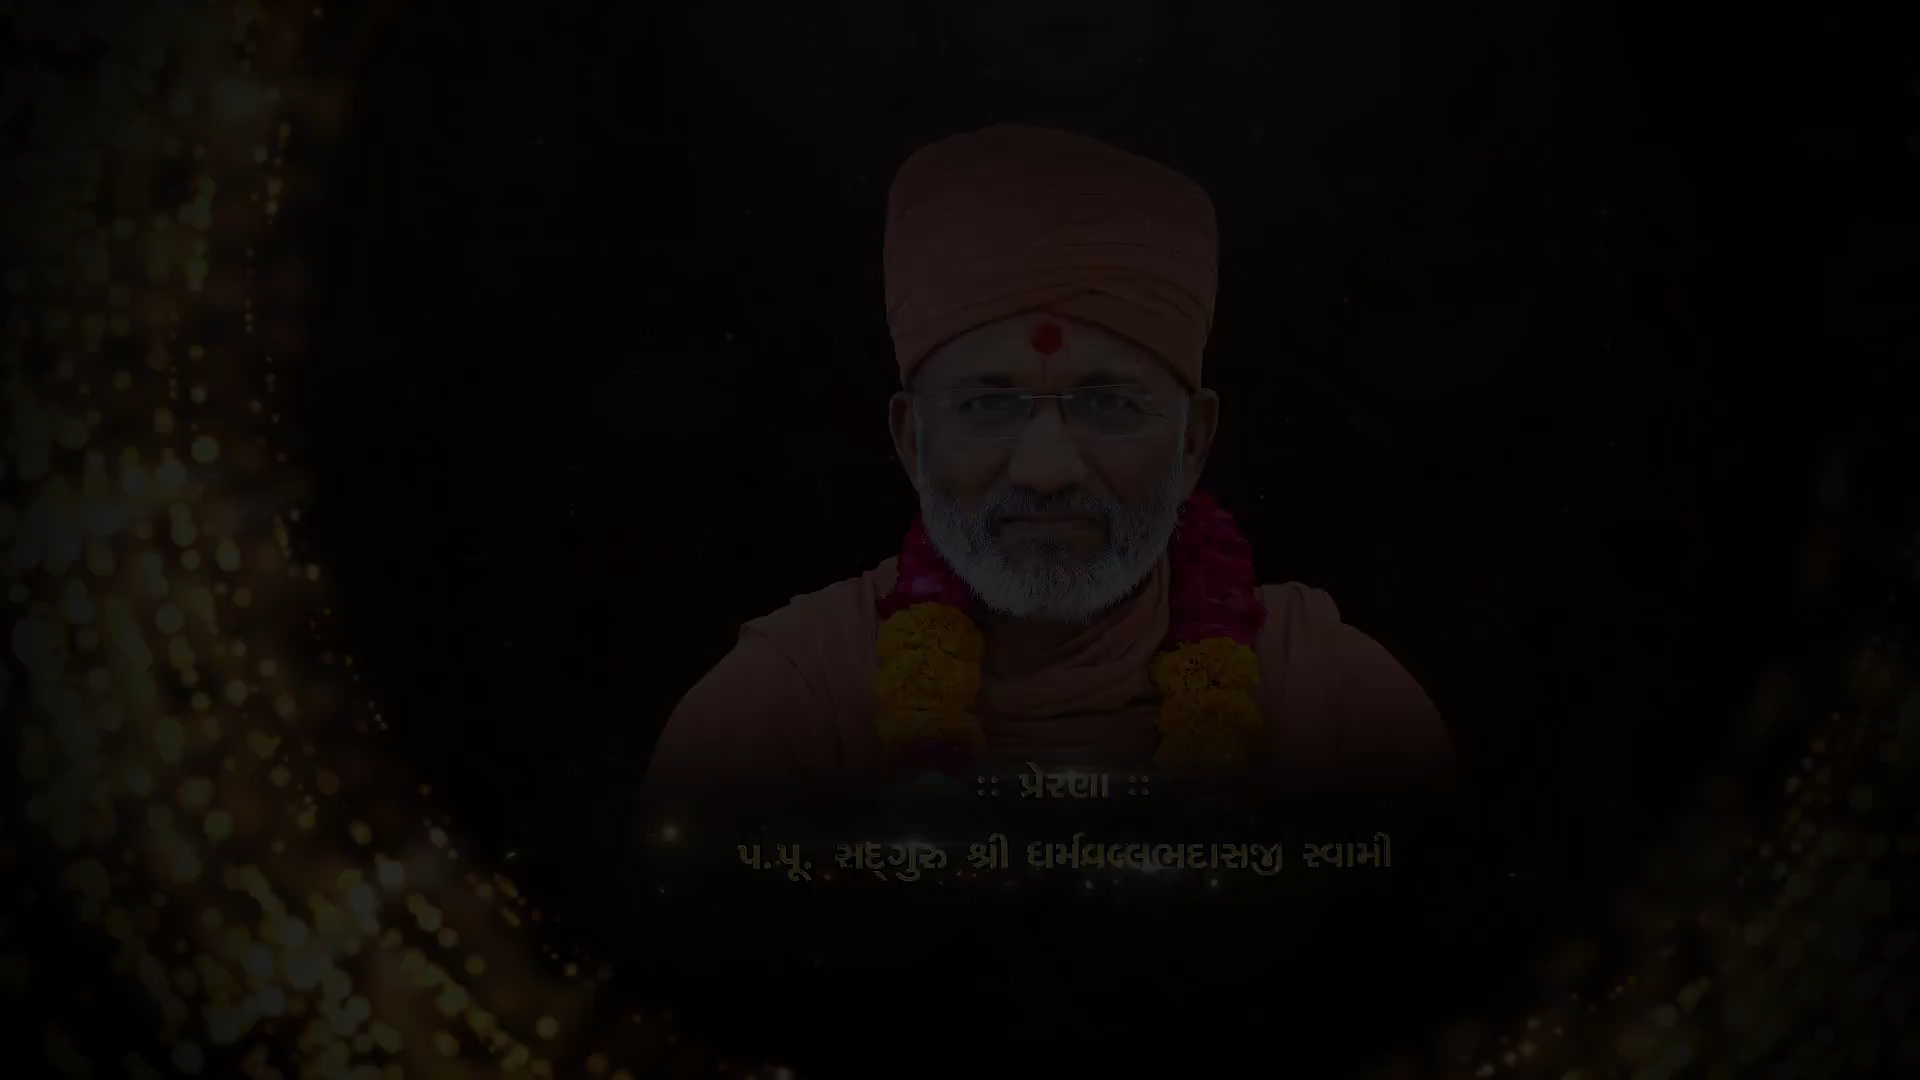 :: પ્રેરણા ::
પ.પૂ. સદ્‌ગુરુ શ્રી ધર્મવલ્લભદાસજી સ્વામી